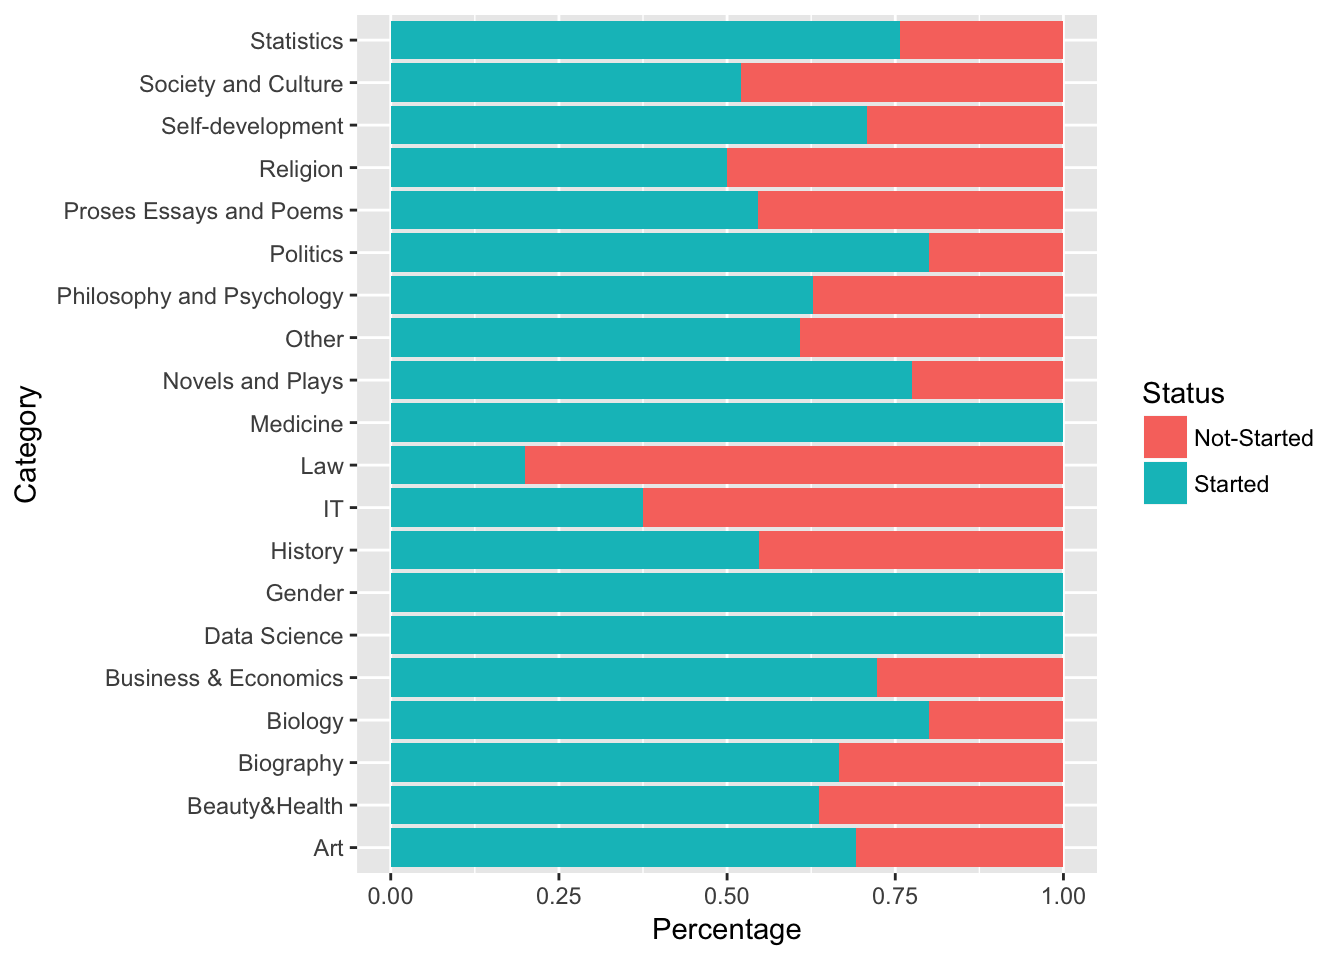 Statistics
Society and Culture
Self-development
Religion
Proses Essays and Poems
Politics
Philosophy and Psychology
Other
Novels and Plays
Medicine
Law
IT
History
Gender
Data Science
Business & Economics
Biology
Biography
Beauty&Health
Art
Category
0.00 0.25 0.50 0.75 1.00
Percentage
Status
Not-Started
Started